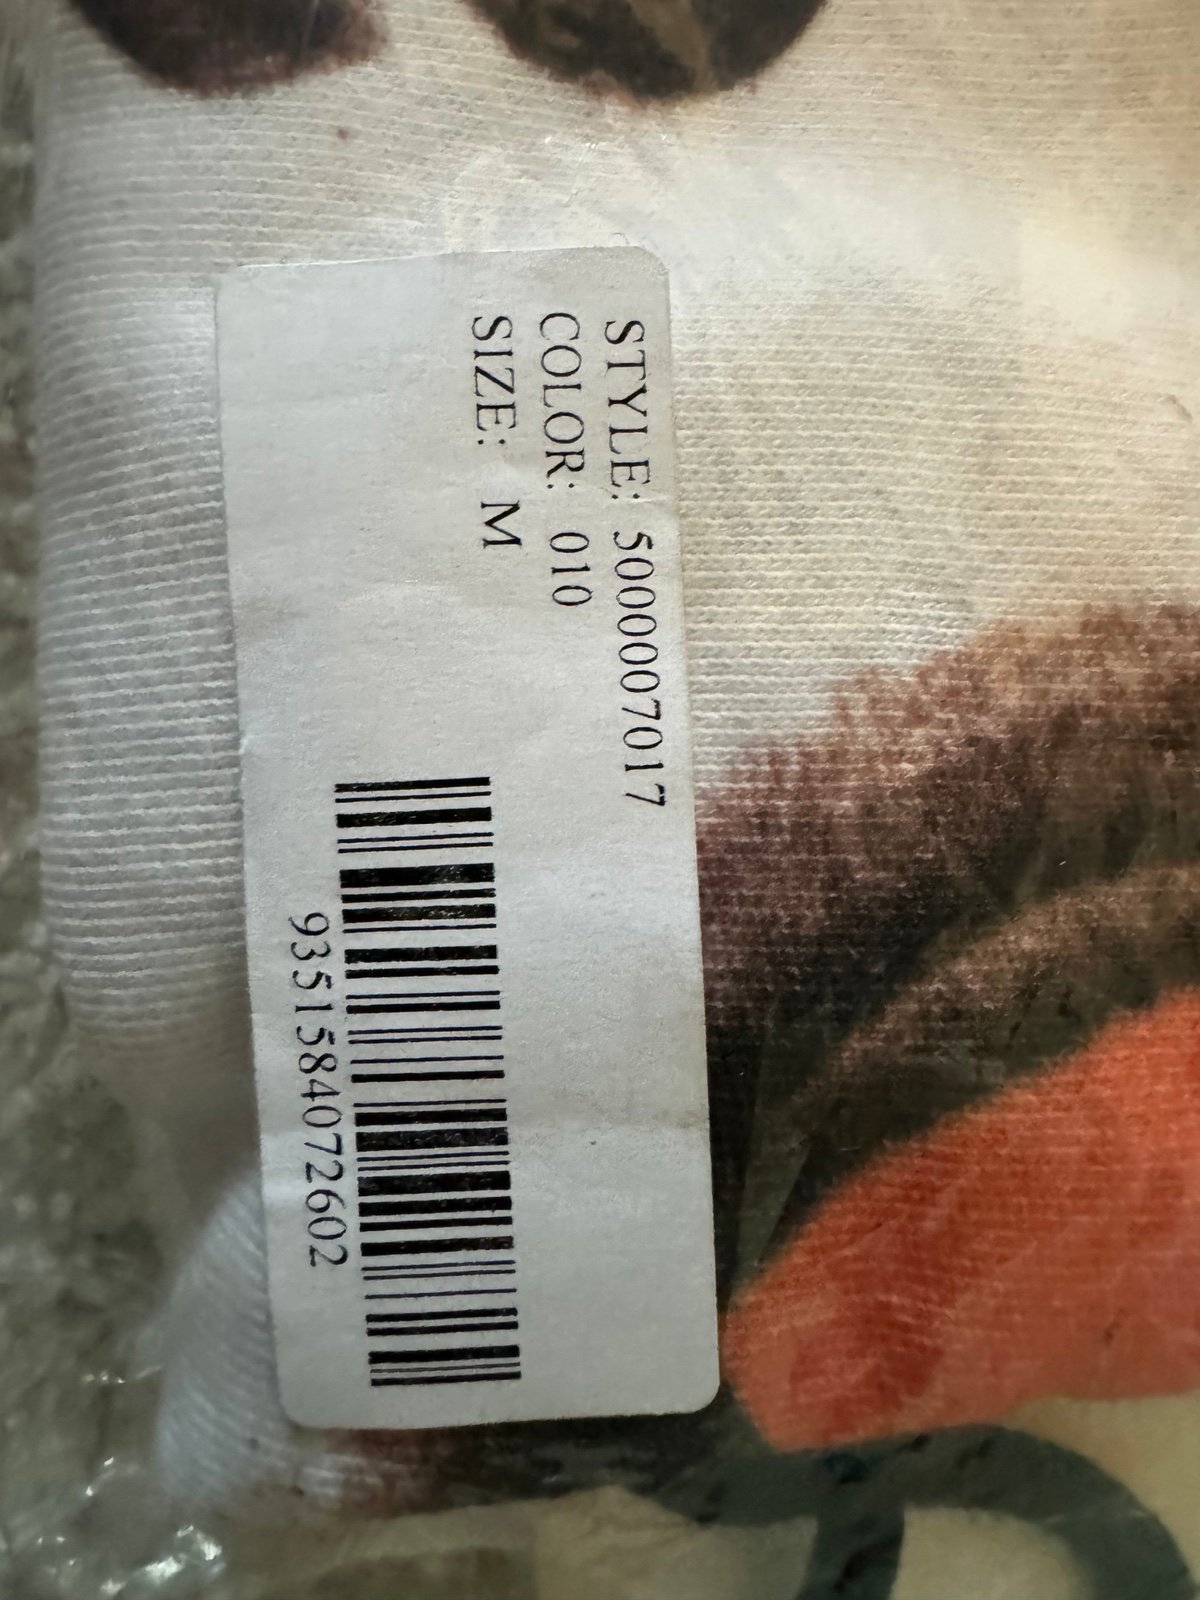 STYLE: 5000007017
COLOR: 010
SIZE: M
9351584072602